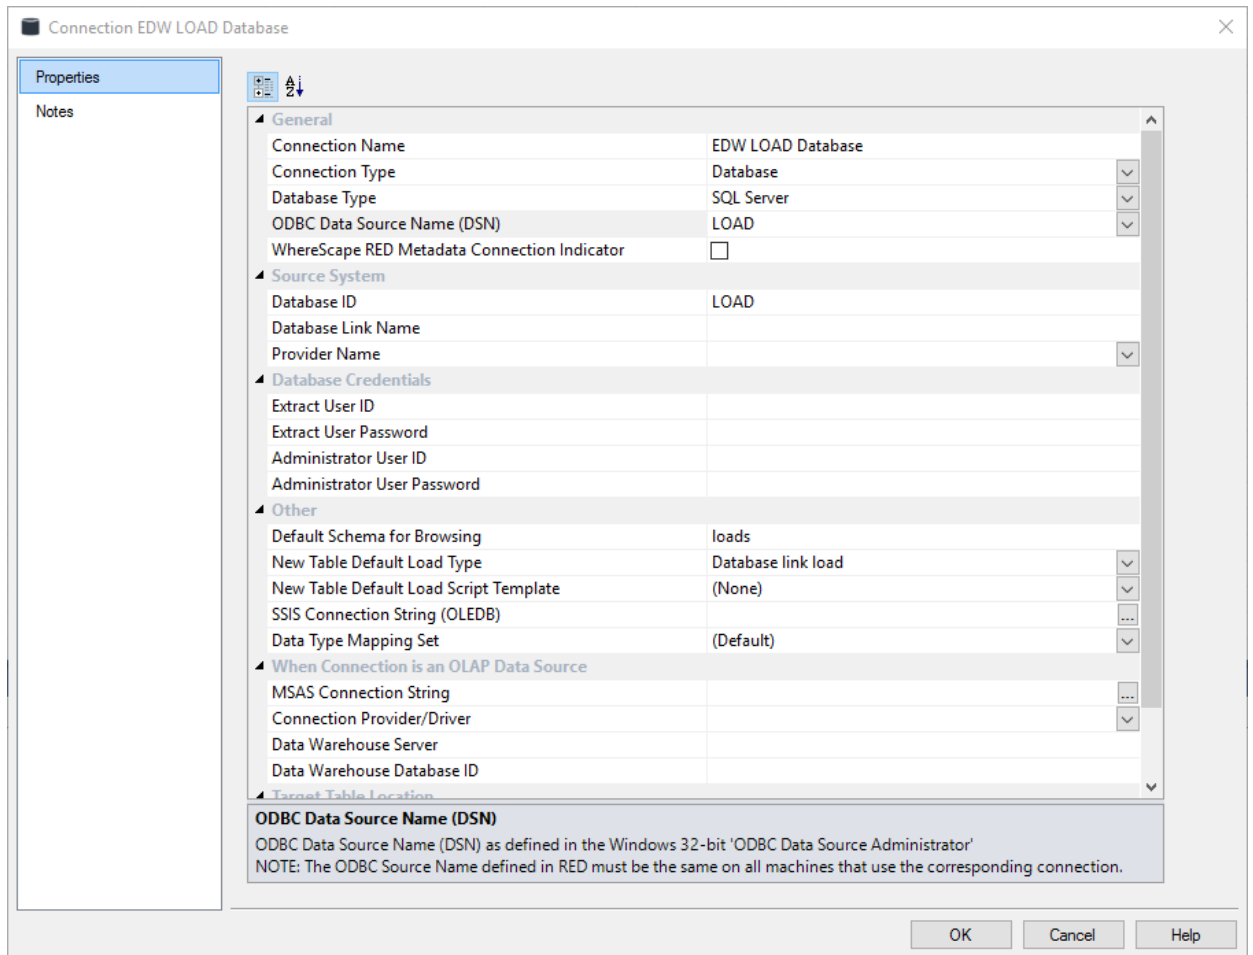 Connection EDW LOAD Database
Properties
Notes
General
Connection Name EDW LOAD Database
Connection Type Database
Database Type SQL Server
ODBC Data Source Name (DSN) LOAD
WhereScape RED Metadata Connection Indicator
Source System
Database ID LOAD
Database Link Name
Provider Name
Database Credentials
Extract User ID
Extract User Password
Administrator User ID
Administrator User Password
Other
Default Schema for Browsing loads
New Table Default Load Type Database link load
New Table Default Load Script Template (None)
SSIS Connection String (OLEDB) ...
Data Type Mapping Set (Default)
When Connection is an OLAP Data Source
MSAS Connection String ...
Connection Provider/Driver
Data Warehouse Server
Data Warehouse Database ID
Target Table Location
ODBC Data Source Name (DSN)
ODBC Data Source Name (DSN) as defined in the Windows 32-bit 'ODBC Data Source Administrator'
NOTE: The ODBC Source Name defined in RED must be the same on all machines that use the corresponding connection.
OK Cancel Help